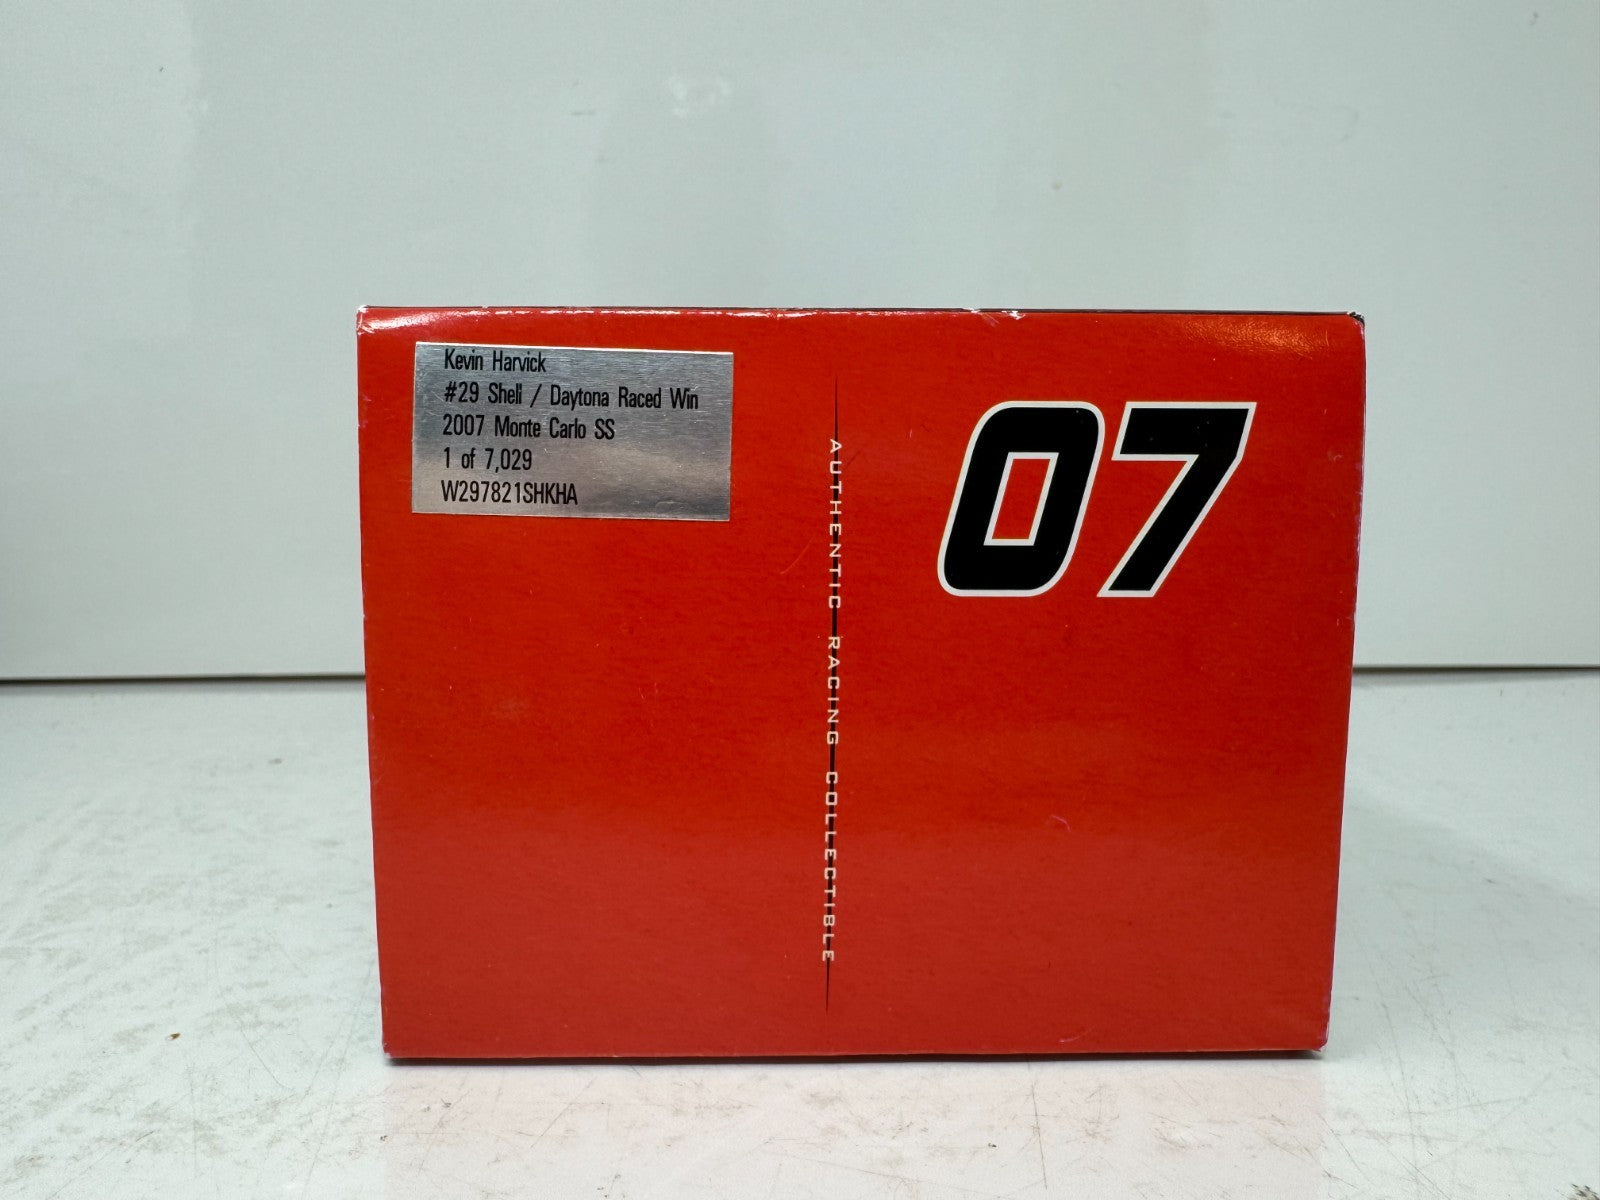 Kevin Harvick
#29 Shell / Daytona Raced Win
2007 Monte Carlo SS
1 of 7,029
W297821SHKHA
AUTHENTIC RACING COLLECTIBLE
07